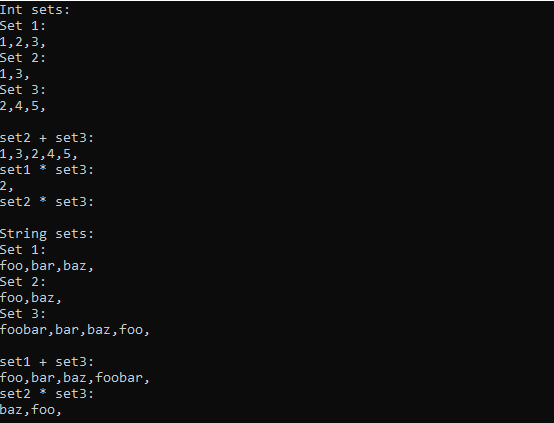 Int sets:
Set 1:
1,2,3,
Set 2:
1,3,
Set 3:
2,4,5,

set2 + set3:
1,3,2,4,5,
set1 * set3:
2,
set2 * set3:

String sets:
Set 1:
foo,bar,baz,
Set 2:
foo,baz,
Set 3:
foobar,bar,baz,foo,

set1 + set3:
foo,bar,baz,foobar,
set2 * set3:
baz,foo,